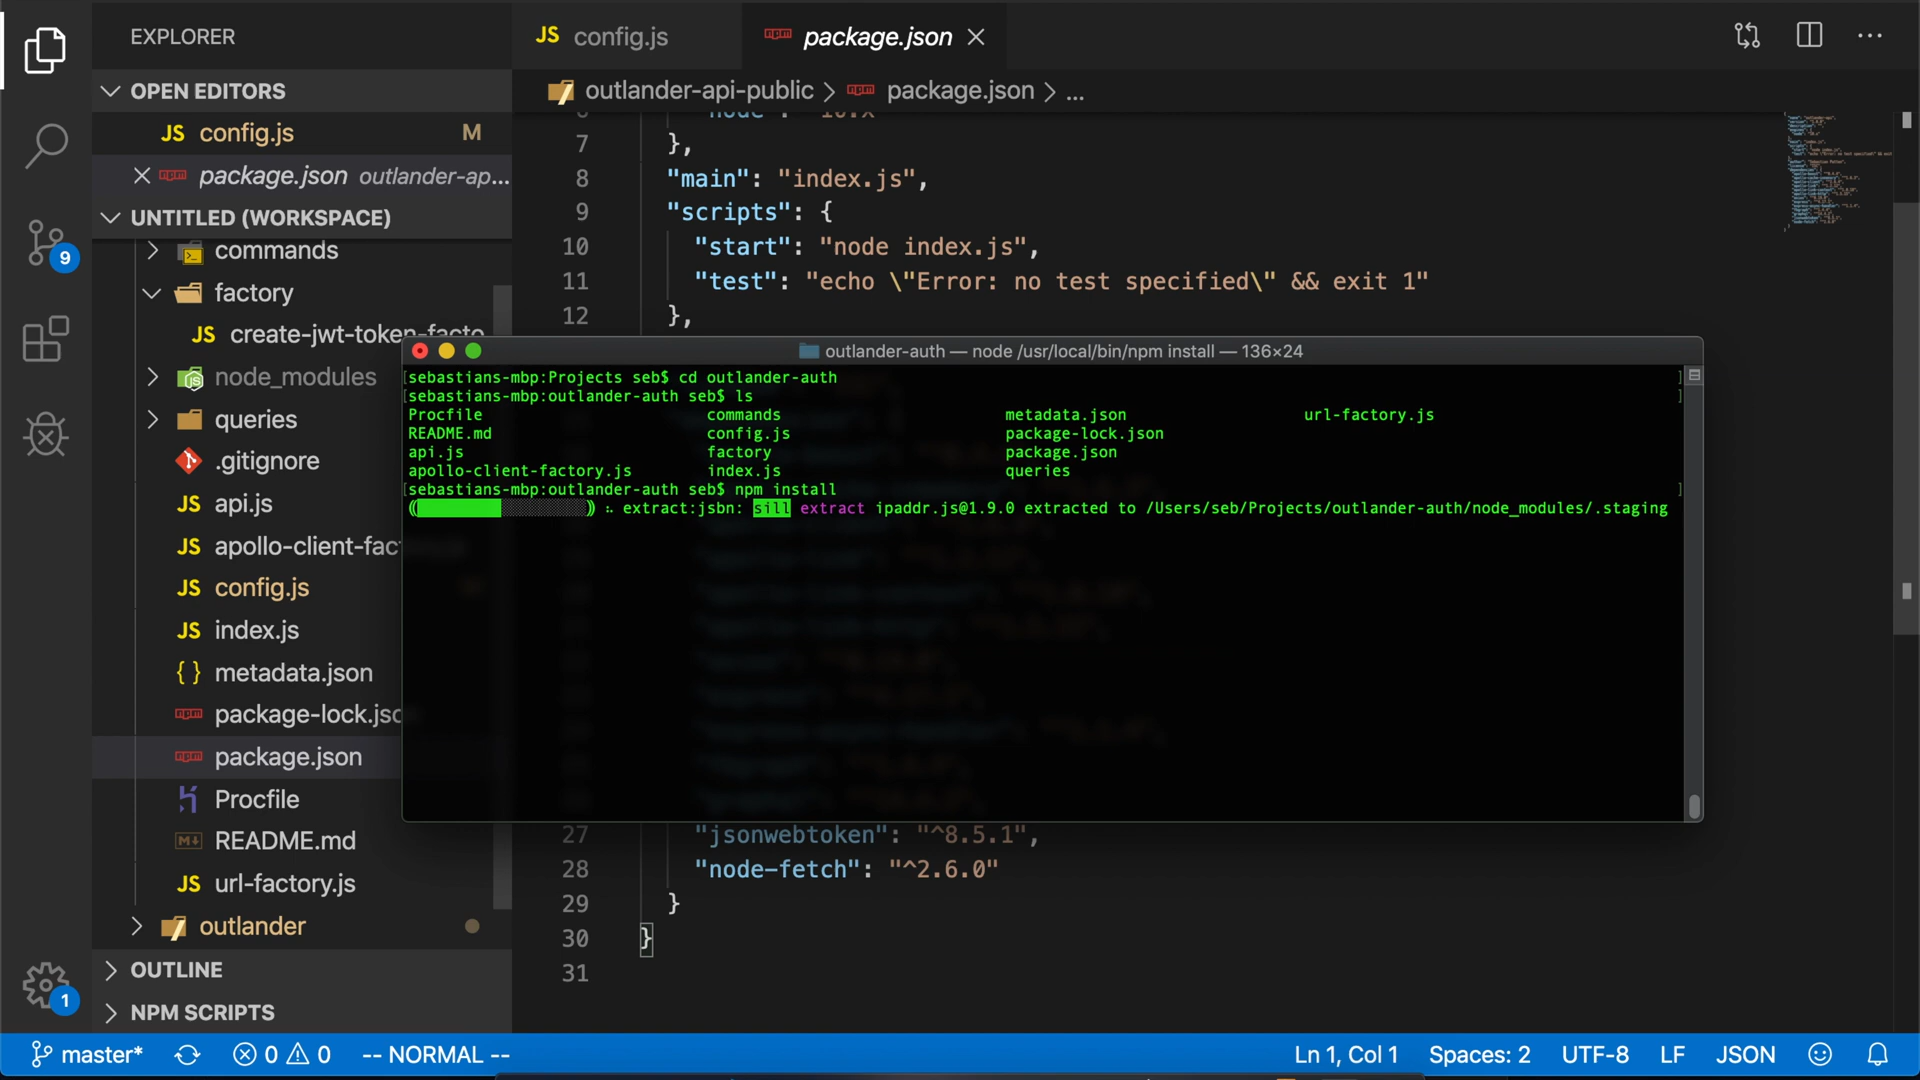 EXPLORER
OPEN EDITORS
JS config.js M
package.json outlander-ap...
UNTITLED (WORKSPACE)
commands
factory
JS create-jwt-token-facto
node_modules
queries
.gitignore
JS api.js
JS apollo-client-fac
JS config.js
JS index.js
{ } metadata.json
package-lock.jso
package.json
Procfile
README.md
JS url-factory.js
outlander
OUTLINE
NPM SCRIPTS
9
1
JS config.js
package.json
outlander-api-public > package.json > ...
7 },
8 "main": "index.js",
9 "scripts": {
10 "start": "node index.js",
11 "test": "echo \"Error: no test specified\" && exit 1"
12 },
outlander-auth — node /usr/local/bin/npm install — 136×24
[sebastians-mbp:Projects seb$ cd outlander-auth ]
[sebastians-mbp:outlander-auth seb$ ls ]
Procfile commands metadata.json url-factory.js
README.md config.js package-lock.json
api.js factory package.json
apollo-client-factory.js index.js queries
[sebastians-mbp:outlander-auth seb$ npm install ]
extract:jsbn: sill extract ipaddr.js@1.9.0 extracted to /Users/seb/Projects/outlander-auth/node_modules/.staging
27 "jsonwebtoken": "^8.5.1",
28 "node-fetch": "^2.6.0"
29 }
30 }
31
master* 0 0 -- NORMAL -- Ln 1, Col 1 Spaces: 2 UTF-8 LF JSON